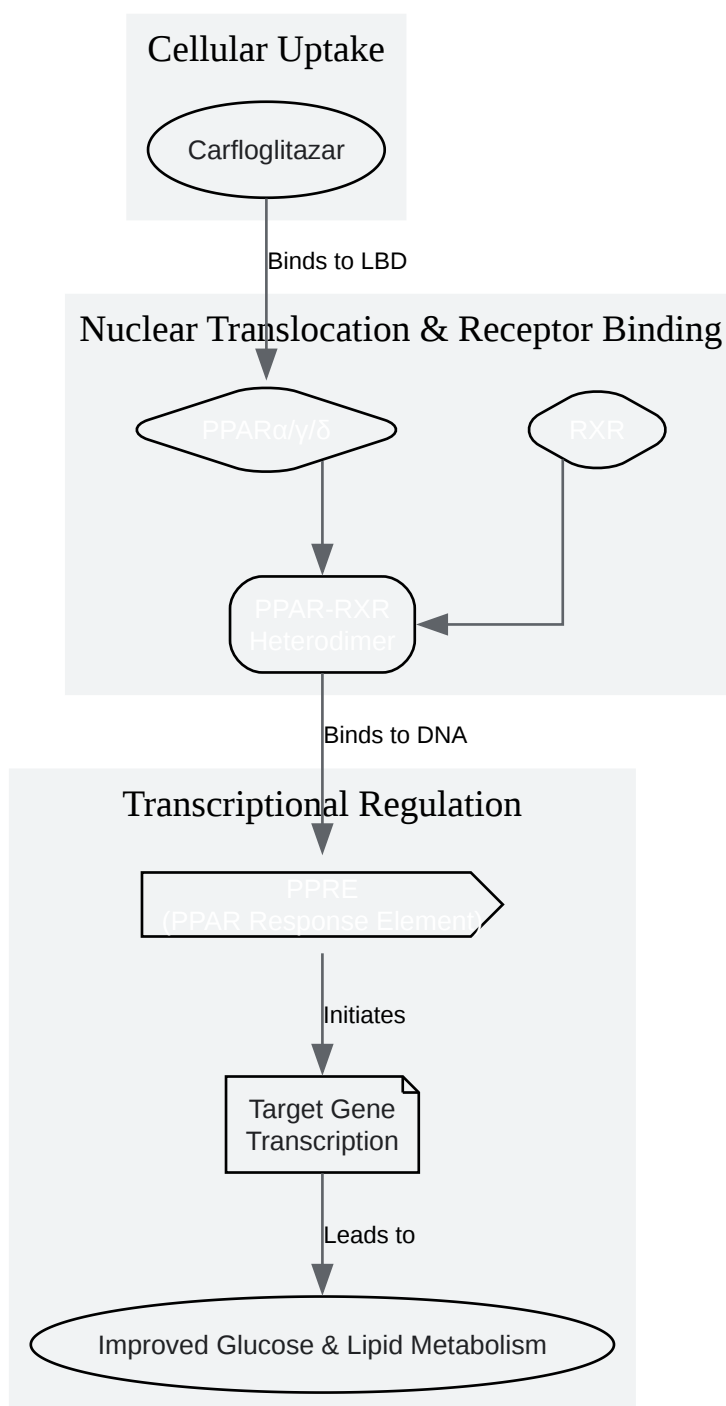 Cellular Uptake
Carfloglitazar
Binds to LBD
Nuclear Translocation & Receptor Binding
PPARα/γ/δ
RXR
PPAR-RXR
Heterodimer
Binds to DNA
Transcriptional Regulation
PPRE
(PPAR Response Element)
Initiates
Target Gene
Transcription
Leads to
Improved Glucose & Lipid Metabolism